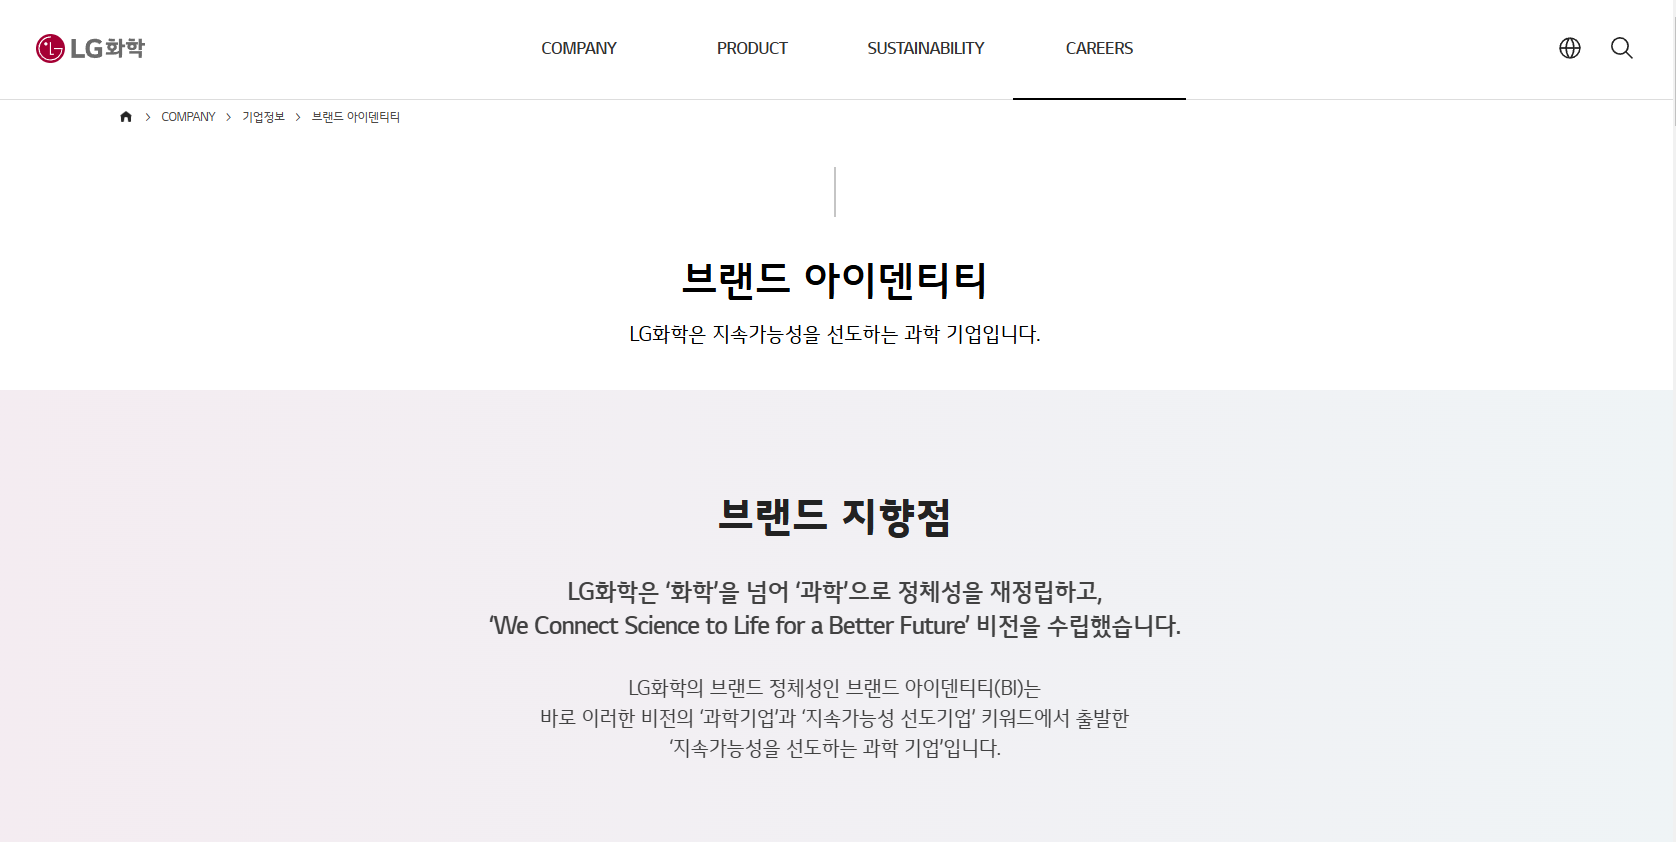 LG화학
COMPANY PRODUCT SUSTAINABILITY CAREERS
COMPANY 기업정보 브랜드 아이덴티티
브랜드 아이덴티티
LG화학은 지속가능성을 선도하는 과학 기업입니다.
브랜드 지향점
LG화학은 ‘화학’을 넘어 ‘과학’으로 정체성을 재정립하고,
‘We Connect Science to Life for a Better Future’ 비전을 수립했습니다.
LG화학의 브랜드 정체성인 브랜드 아이덴티티(BI)는
바로 이러한 비전의 ‘과학기업’과 ‘지속가능성 선도기업’ 키워드에서 출발한
‘지속가능성을 선도하는 과학 기업’입니다.